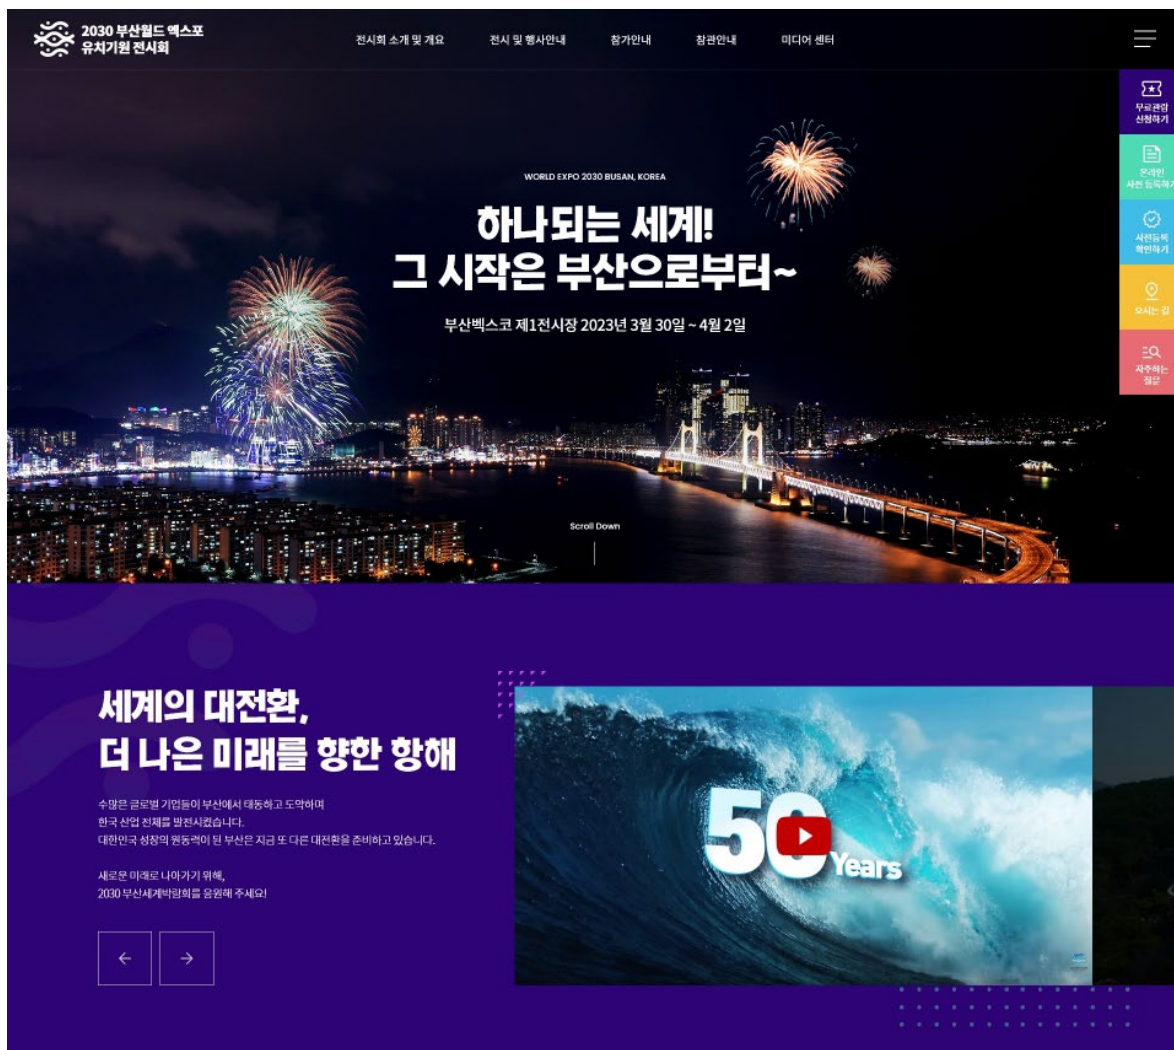 2030 부산월드 엑스포
유치기원 전시회
전시회 소개 및 개요
전시 및 행사안내
참가안내
참관안내
미디어 센터
무료관람
신청하기
온라인
사전 등록하기
사전등록
확인하기
오시는 길
자주하는
질문
WORLD EXPO 2030 BUSAN, KOREA
하나되는 세계!
그 시작은 부산으로부터~
부산벡스코 제1전시장 2023년 3월 30일 ~ 4월 2일
Scroll Down
세계의 대전환,
더 나은 미래를 향한 항해
수많은 글로벌 기업들이 부산에서 태동하고 도약하며
한국 산업 전체를 발전시켰습니다.
대한민국 성장의 원동력이 된 부산은 지금 또 다른 대전환을 준비하고 있습니다.
새로운 미래로 나아가기 위해,
2030 부산세계박람회를 응원해 주세요!
50
Years